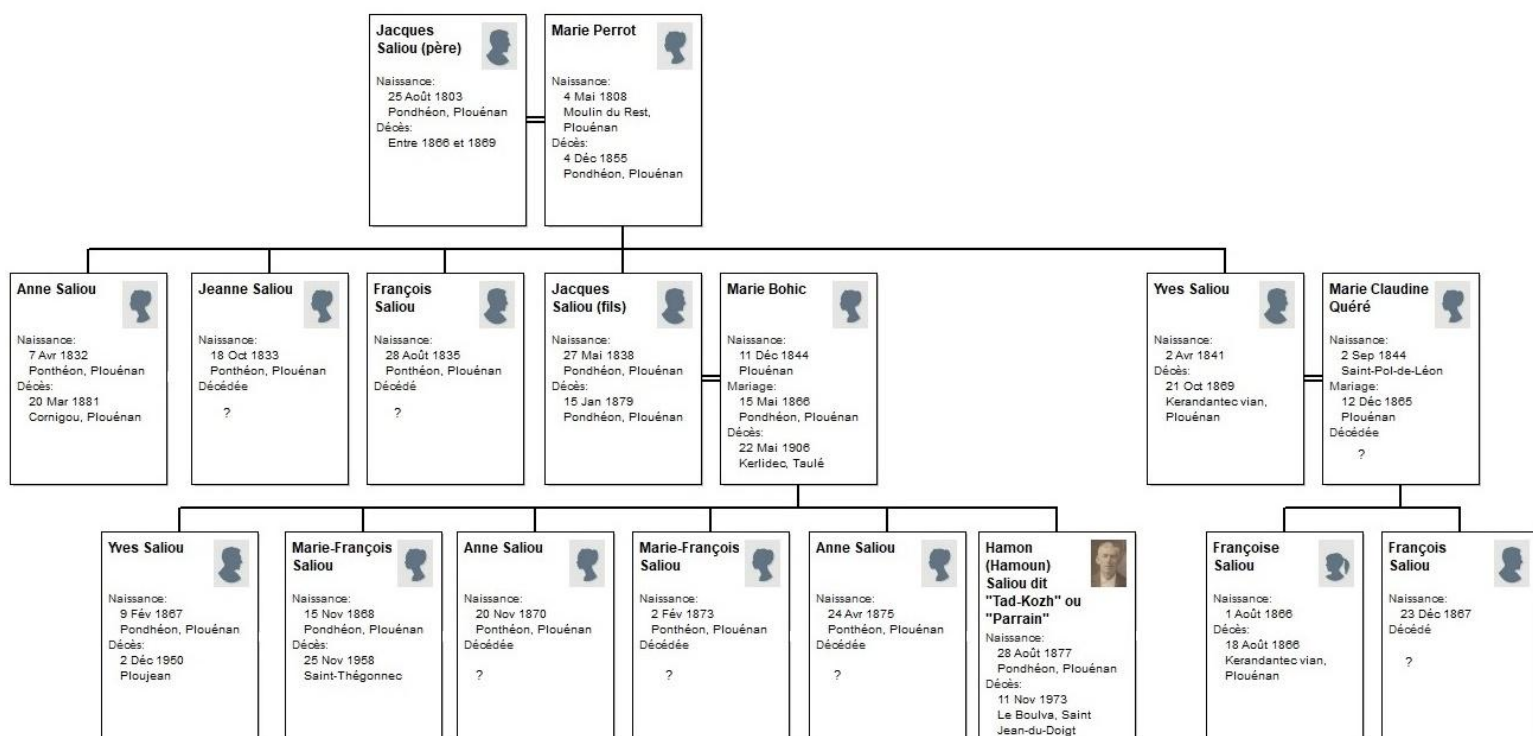 Jacques
Saliou (père)
Naissance:
25 Août 1803
Pondhéon, Plouénan
Décès:
Entre 1866 et 1869
Marie Perrot
Naissance:
4 Mai 1808
Moulin du Rest,
Plouénan
Décès:
4 Déc 1855
Pondhéon, Plouénan
Anne Saliou
Naissance:
7 Avr 1832
Ponthéon, Plouénan
Décès:
20 Mar 1881
Cornigou, Plouénan
Jeanne Saliou
Naissance:
18 Oct 1833
Ponthéon, Plouénan
Décédée
?
François
Saliou
Naissance:
28 Août 1835
Ponthéon, Plouénan
Décédé
?
Jacques
Saliou (fils)
Naissance:
27 Mai 1838
Pondhéon, Plouénan
Décès:
15 Jan 1879
Pondhéon, Plouénan
Marie Bohic
Naissance:
11 Déc 1844
Plouénan
Mariage:
15 Mai 1866
Pondhéon, Plouénan
Décès:
22 Mai 1906
Kerlidec, Taulé
Yves Saliou
Naissance:
2 Avr 1841
Décès:
21 Oct 1869
Kerandantec vian,
Plouénan
Marie Claudine
Quéré
Naissance:
2 Sep 1844
Saint-Pol-de-Léon
Mariage:
12 Déc 1865
Plouénan
Décédée
?
Yves Saliou
Naissance:
9 Fév 1867
Pondhéon, Plouénan
Décès:
2 Déc 1950
Ploujean
Marie-François
Saliou
Naissance:
15 Nov 1868
Pondhéon, Plouénan
Décès:
25 Nov 1958
Saint-Thégonnec
Anne Saliou
Naissance:
20 Nov 1870
Ponthéon, Plouénan
Décédée
?
Marie-François
Saliou
Naissance:
2 Fév 1873
Ponthéon, Plouénan
Décédée
?
Anne Saliou
Naissance:
24 Avr 1875
Ponthéon, Plouénan
Décédée
?
Hamon
(Hamoun)
Saliou dit
"Tad-Kozh" ou
"Parrain"
Naissance:
28 Août 1877
Pondhéon, Plouénan
Décès:
11 Nov 1973
Le Boulva, Saint
Jean-du-Doigt
Françoise
Saliou
Naissance:
1 Août 1866
Décès:
18 Août 1866
Kerandantec vian,
Plouénan
François
Saliou
Naissance:
23 Déc 1867
Décédé
?